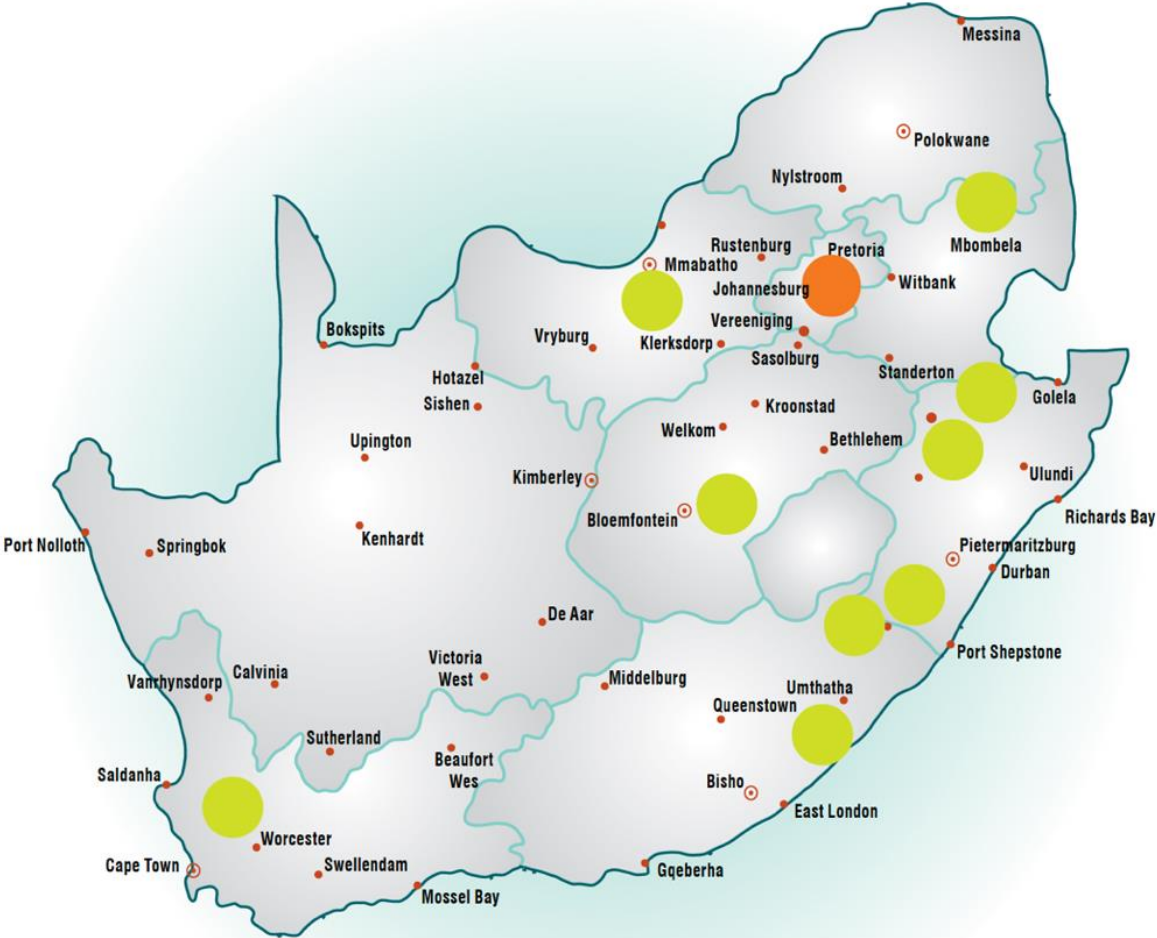 Messina
Polokwane
Nylstroom
Mbombela
Rustenburg
Pretoria
Mmabatho
Witbank
Johannesburg
Vereeniging
Bokspits
Vryburg
Klerksdorp
Sasolburg
Standerton
Hotazel
Golela
Sishen
Kroonstad
Welkom
Bethlehem
Upington
Ulundi
Kimberley
Bloemfontein
Richards Bay
Kenhardt
Port Nolloth
Springbok
Pietermaritzburg
Durban
De Aar
Port Shepstone
Victoria
West
Calvinia
Vanrhynsdorp
Middelburg
Umthatha
Queenstown
Sutherland
Beaufort
Wes
Saldanha
Bisho
East London
Worcester
Cape Town
Swellendam
Gqeberha
Mossel Bay